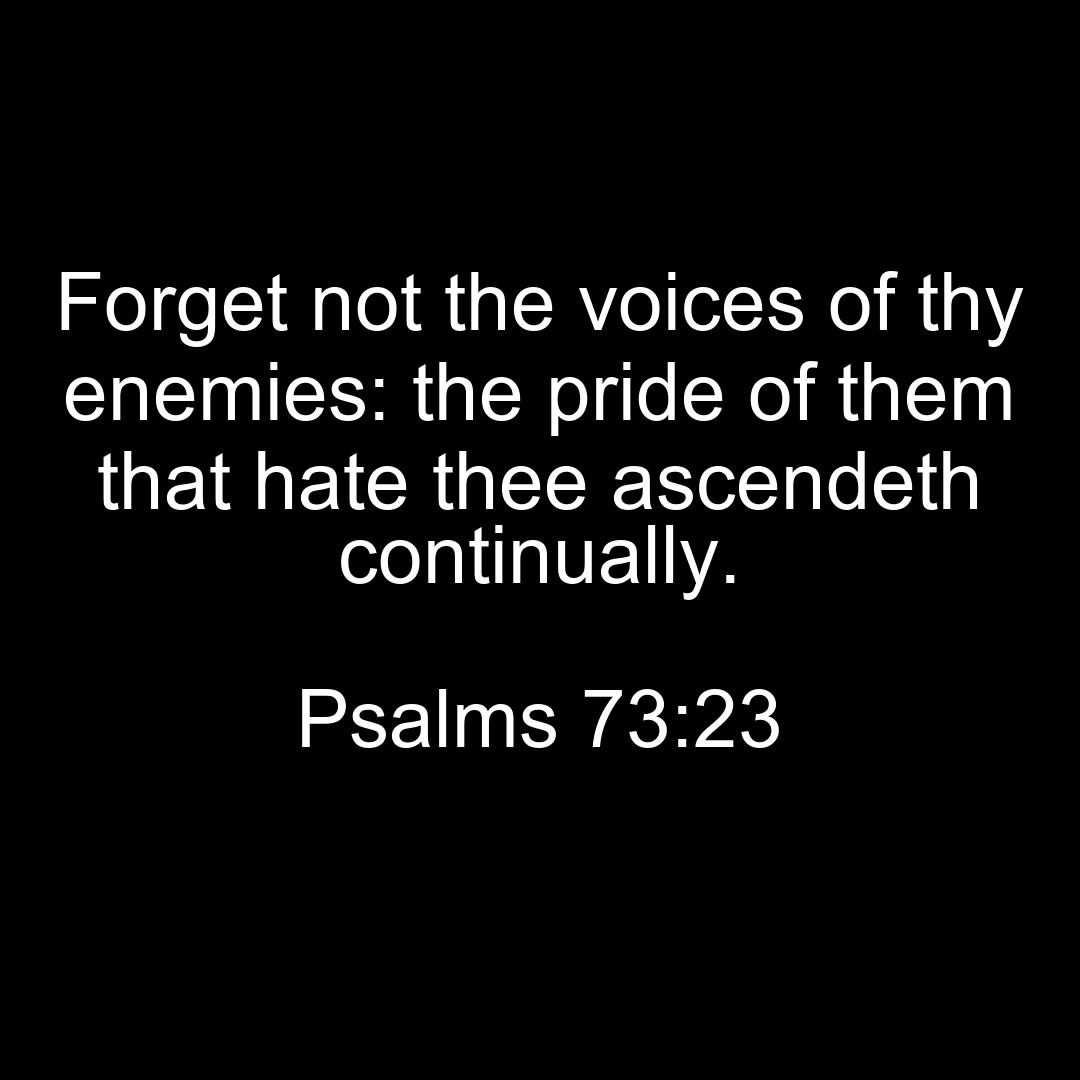 Forget not the voices of thy
enemies: the pride of them
that hate thee ascendeth
continually.
Psalms 73:23